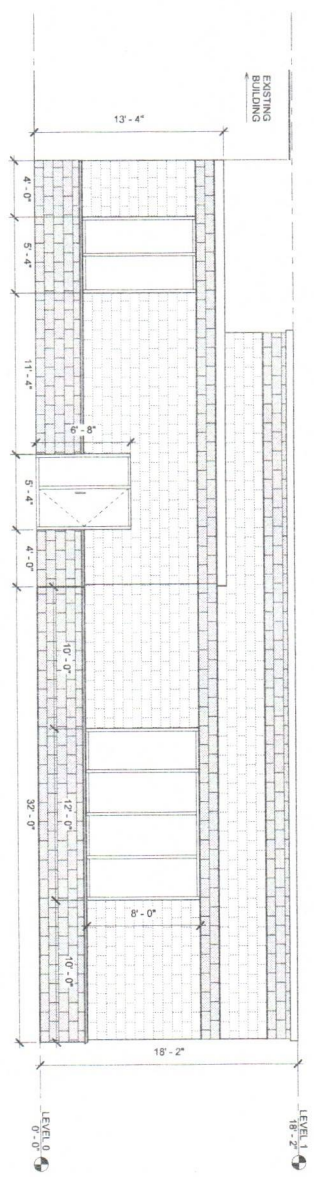 EXISTING
BUILDING
13' - 4"
4' - 0"
5' - 4"
11' - 4"
6' - 8"
5' - 4"
4' - 0"
10' - 0"
12' - 0"
32' - 0"
8' - 0"
10' - 0"
18' - 2"
LEVEL 1
18' - 2"
LEVEL 0
0' - 0"